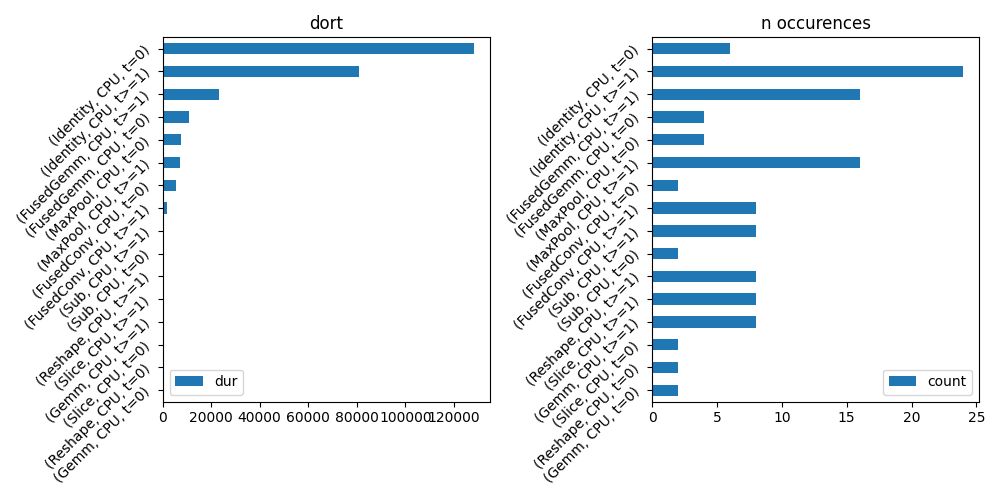 dort
(Identity, CPU, t=0)
(Identity, CPU, t>=1)
(FusedGemm, CPU, t>=1)
(FusedGemm, CPU, t=0)
(MaxPool, CPU, t=0)
(MaxPool, CPU, t>=1)
(FusedConv, CPU, t=0)
(FusedConv, CPU, t>=1)
(Sub, CPU, t>=1)
(Sub, CPU, t=0)
(Reshape, CPU, t>=1)
(Slice, CPU, t>=1)
(Gemm, CPU, t>=1)
(Slice, CPU, t=0)
(Reshape, CPU, t=0)
(Gemm, CPU, t=0)
dur
0 20000 40000 60000 80000 100000 120000
n occurences
(Identity, CPU, t=0)
(Identity, CPU, t>=1)
(FusedGemm, CPU, t>=1)
(FusedGemm, CPU, t=0)
(MaxPool, CPU, t=0)
(MaxPool, CPU, t>=1)
(FusedConv, CPU, t=0)
(FusedConv, CPU, t>=1)
(Sub, CPU, t>=1)
(Sub, CPU, t=0)
(Reshape, CPU, t>=1)
(Slice, CPU, t>=1)
(Gemm, CPU, t>=1)
(Slice, CPU, t=0)
(Reshape, CPU, t=0)
(Gemm, CPU, t=0)
count
0 5 10 15 20 25